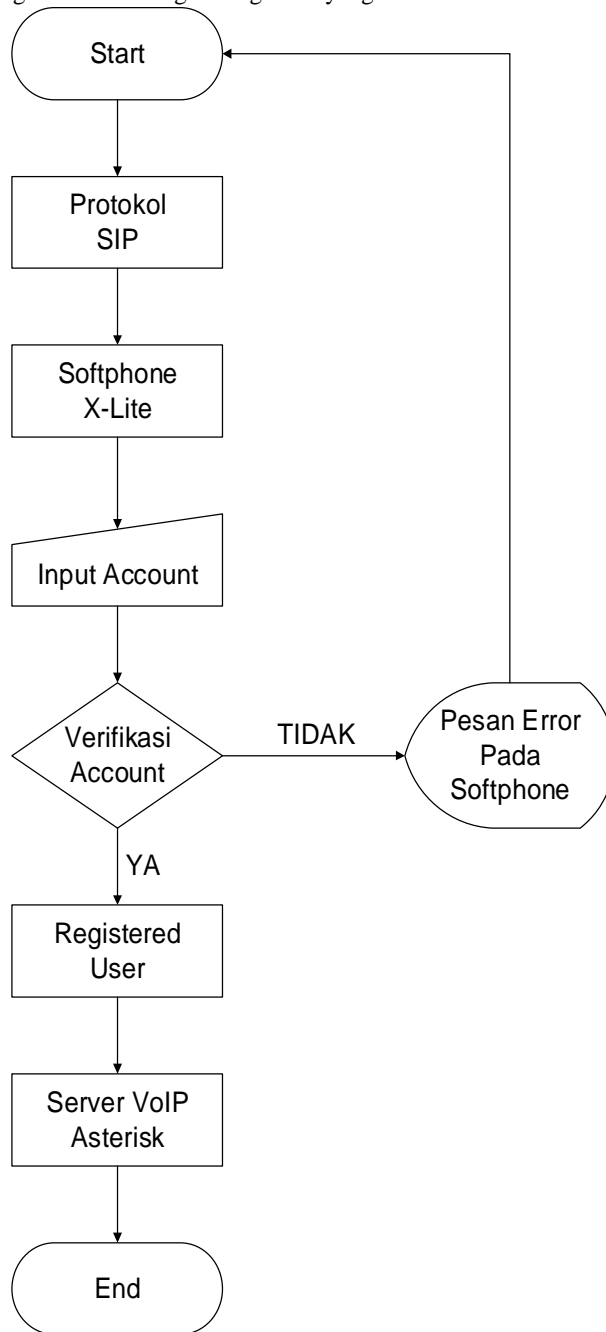 Start
Protokol
SIP
Softphone
X-Lite
Input Account
Verifikasi
Account
TIDAK
Pesan Error
Pada
Softphone
YA
Registered
User
Server VoIP
Asterisk
End